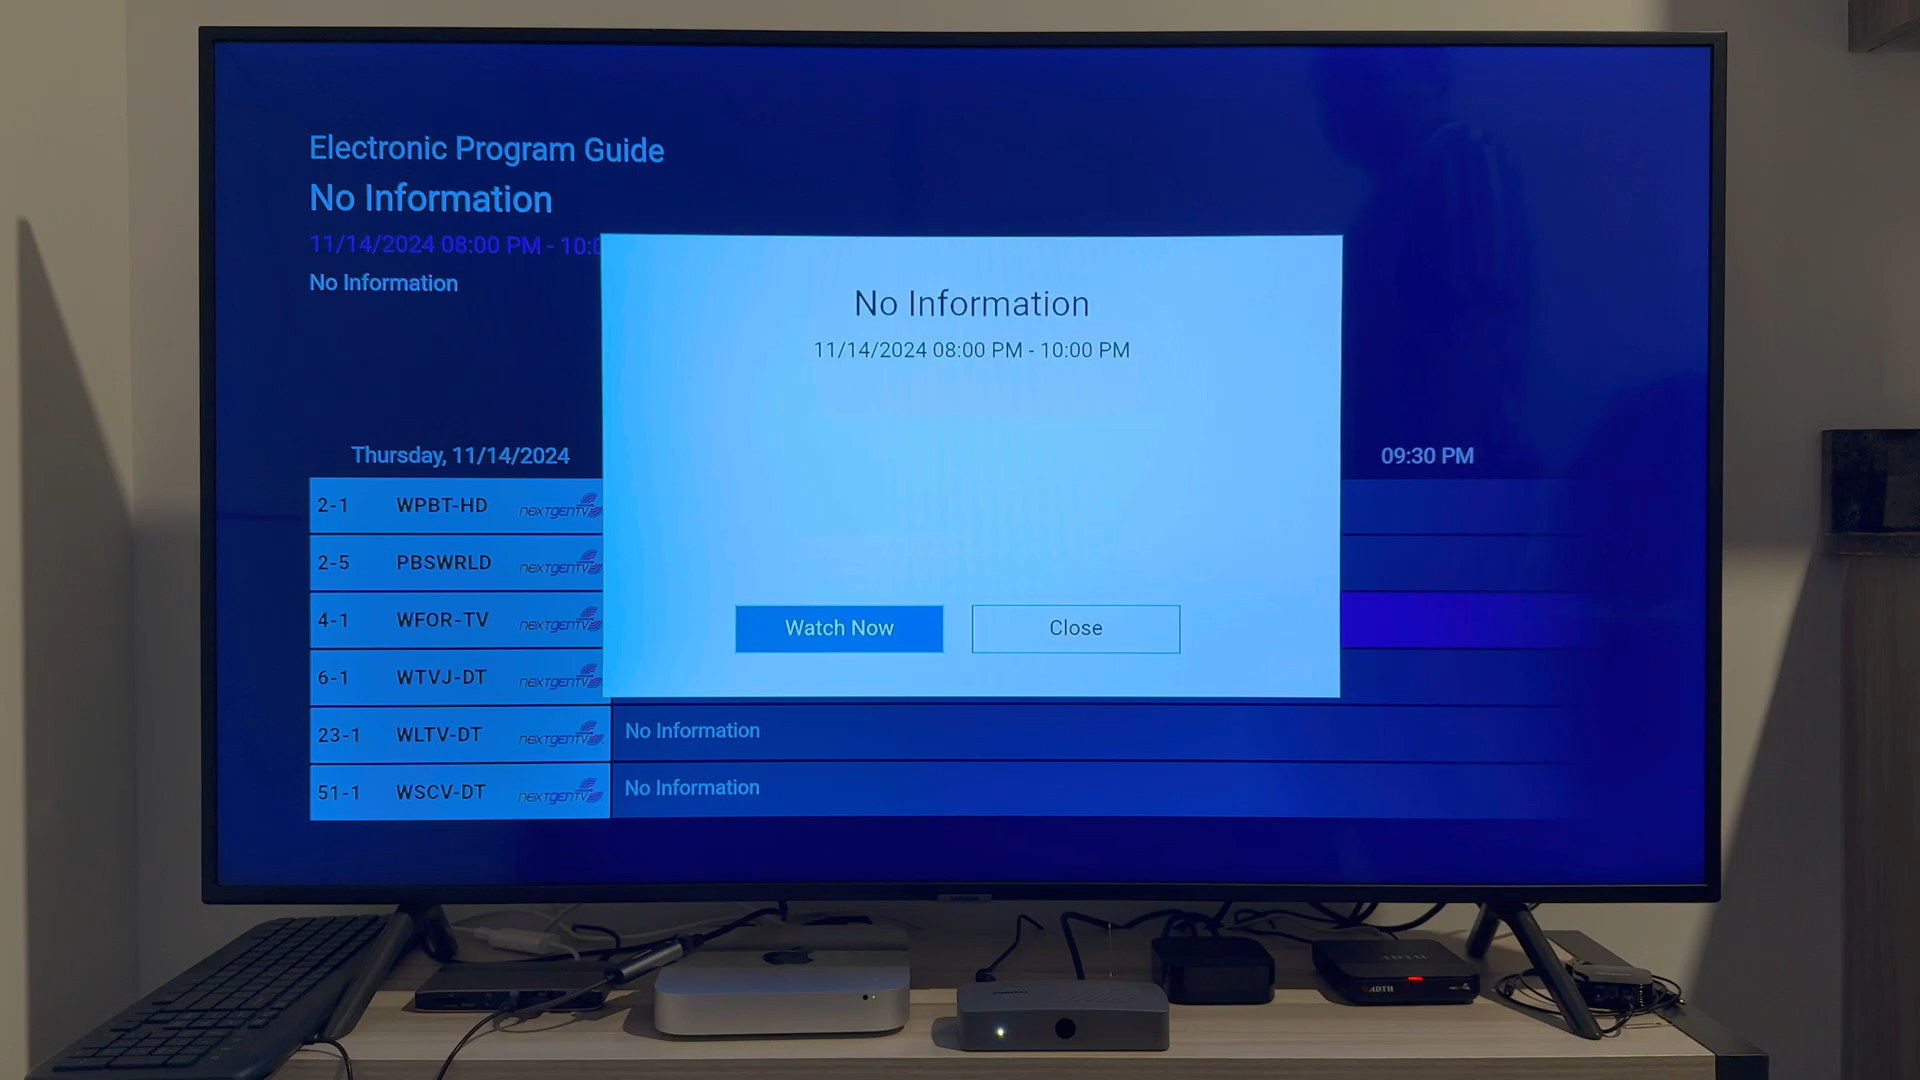 Electronic Program Guide
No Information
11/14/2024 08:00 PM - 10:0
No Information
No Information
11/14/2024 08:00 PM - 10:00 PM
Watch Now
Close
Thursday, 11/14/2024
09:30 PM
2-1 WPBT-HD NEXTGENTV
2-5 PBSWRLD NEXTGENTV
4-1 WFOR-TV NEXTGENTV
6-1 WTVJ-DT NEXTGENTV
23-1 WLTV-DT NEXTGENTV No Information
51-1 WSCV-DT NEXTGENTV No Information
ADTH
ADTH